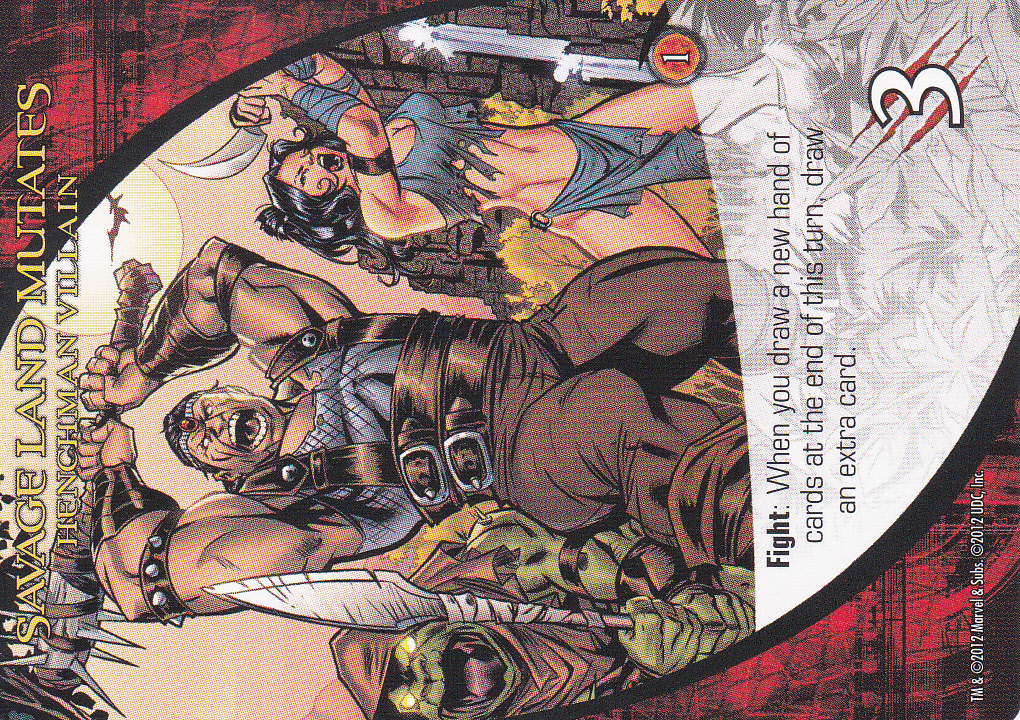 SAVAGE LAND MUTATES
HENCHMAN VILLAIN
1
Fight: When you draw a new hand of
cards at the end of this turn, draw
an extra card.
3
TM & ©2012 Marvel & Subs. ©2012 UDC, Inc.